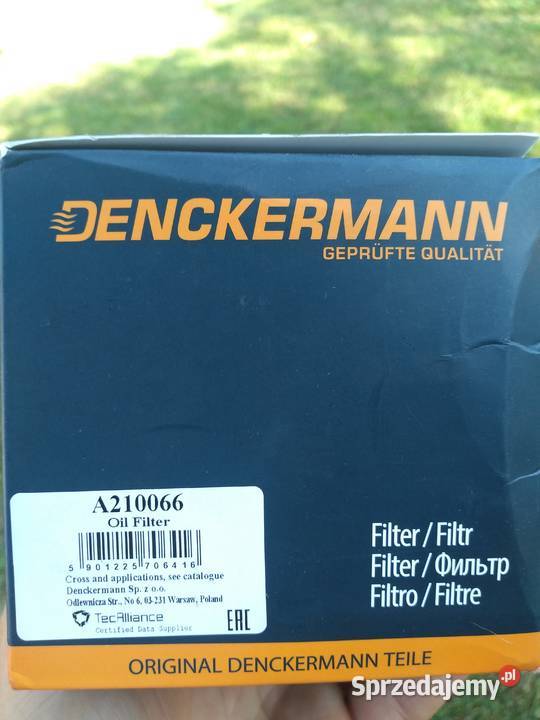 DENCKERMANN
GEPRÜFTE QUALITÄT
A210066
Oil Filter
5 901225 706416
Cross and applications, see catalogue
Denckermann Sp. z o.o.
Odlewnicza Str., No 6, 03-231 Warsaw, Poland
TecAlliance
Certified Data Supplier
EAC
Filter / Filtr
Filter / Фильтр
Filtro / Filtre
ORIGINAL DENCKERMANN TEILE
Sprzedajemy.pl